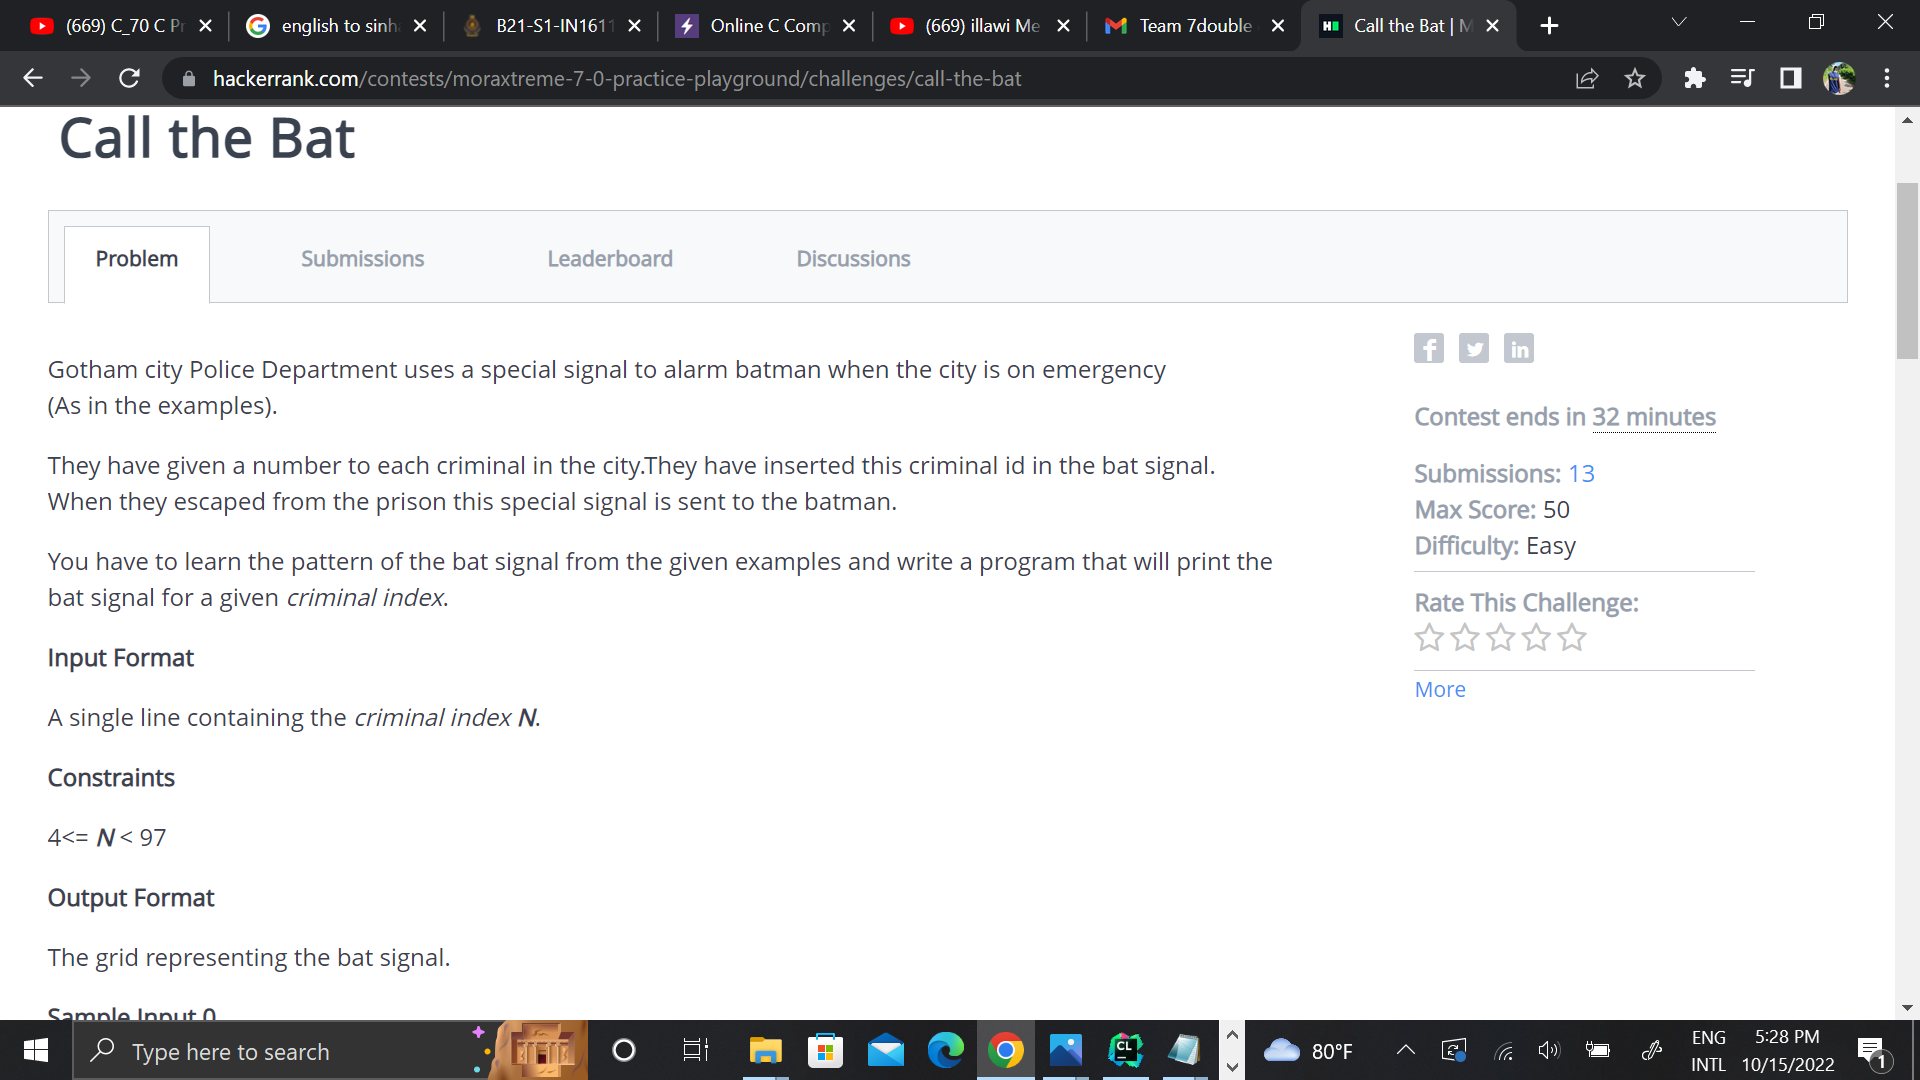 (669) C_70 C Pr
english to sinh
B21-S1-IN1611
Online C Comp
(669) illawi Me
Team 7double
Call the Bat | M
hackerrank.com/contests/moraxtreme-7-0-practice-playground/challenges/call-the-bat
Call the Bat
Problem
Submissions
Leaderboard
Discussions
Gotham city Police Department uses a special signal to alarm batman when the city is on emergency
(As in the examples).
They have given a number to each criminal in the city.They have inserted this criminal id in the bat signal.
When they escaped from the prison this special signal is sent to the batman.
You have to learn the pattern of the bat signal from the given examples and write a program that will print the
bat signal for a given criminal index.
Input Format
A single line containing the criminal index N.
Constraints
4<= N < 97
Output Format
The grid representing the bat signal.
Sample Input 0
Contest ends in 32 minutes
Submissions: 13
Max Score: 50
Difficulty: Easy
Rate This Challenge:
More
Type here to search
80°F
ENG
INTL
5:28 PM
10/15/2022
1